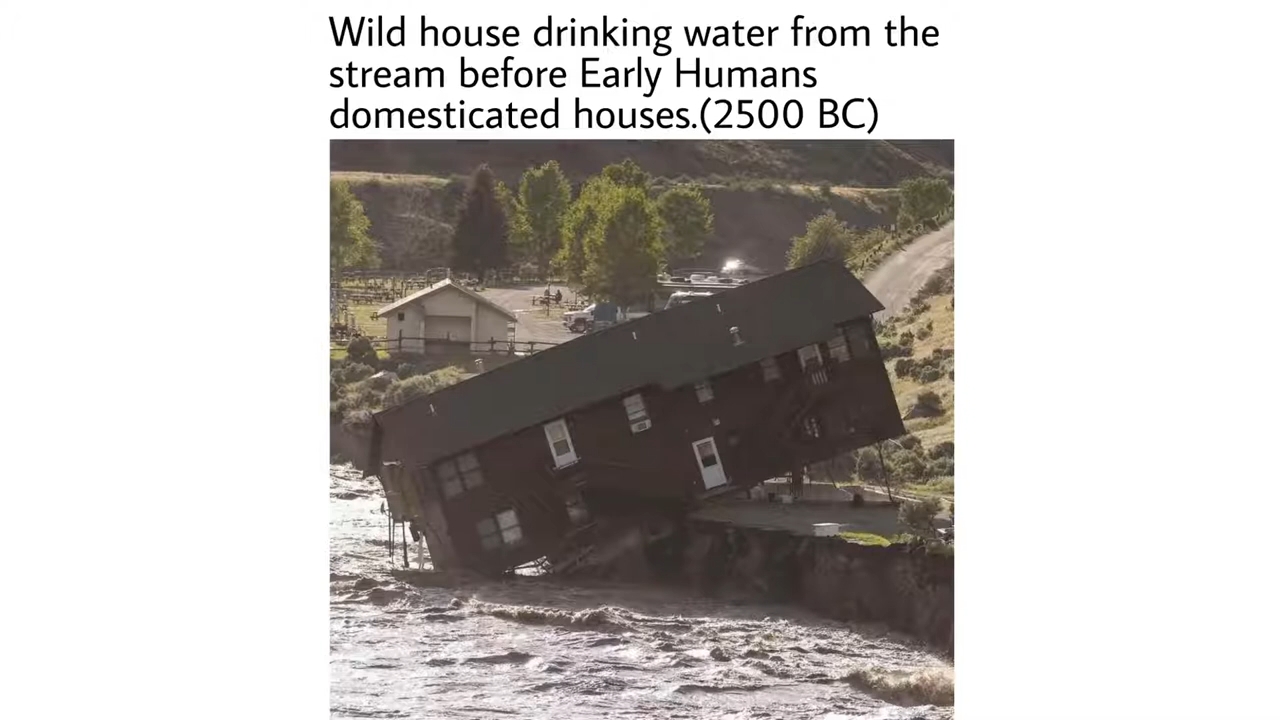 Wild house drinking water from the
stream before Early Humans
domesticated houses.(2500 BC)